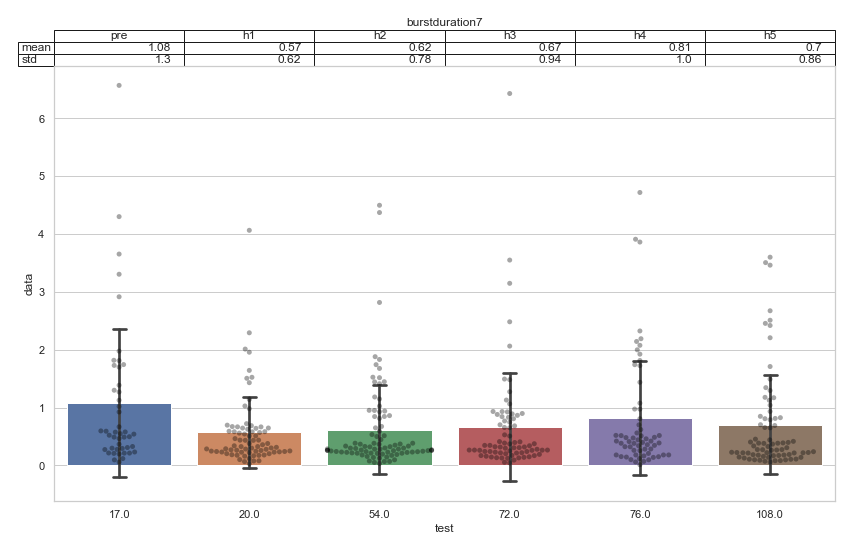 burstduration7
pre h1 h2 h3 h4 h5
mean 1.08 0.57 0.62 0.67 0.81 0.7
std 1.3 0.62 0.78 0.94 1.0 0.86
6
5
4
3
2
1
0
data
17.0 20.0 54.0 72.0 76.0 108.0
test